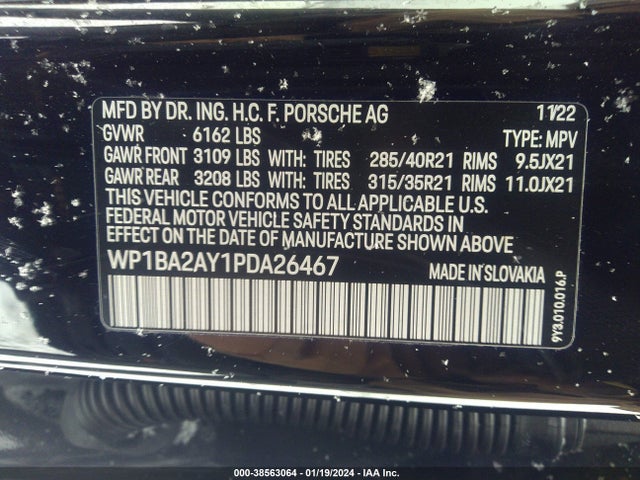 MFD BY DR. ING. H.C. F. PORSCHE AG 11/22
GVWR 6162 LBS TYPE: MPV
GAWR FRONT 3109 LBS WITH: TIRES 285/40R21 RIMS 9.5JX21
GAWR REAR 3208 LBS WITH: TIRES 315/35R21 RIMS 11.0JX21
THIS VEHICLE CONFORMS TO ALL APPLICABLE U.S.
FEDERAL MOTOR VEHICLE SAFETY STANDARDS IN
EFFECT ON THE DATE OF MANUFACTURE SHOWN ABOVE
WP1BA2AY1PDA26467 MADE IN SLOVAKIA
9Y3.010.016.P
000-38563064 - 01/19/2024 - IAA Inc.